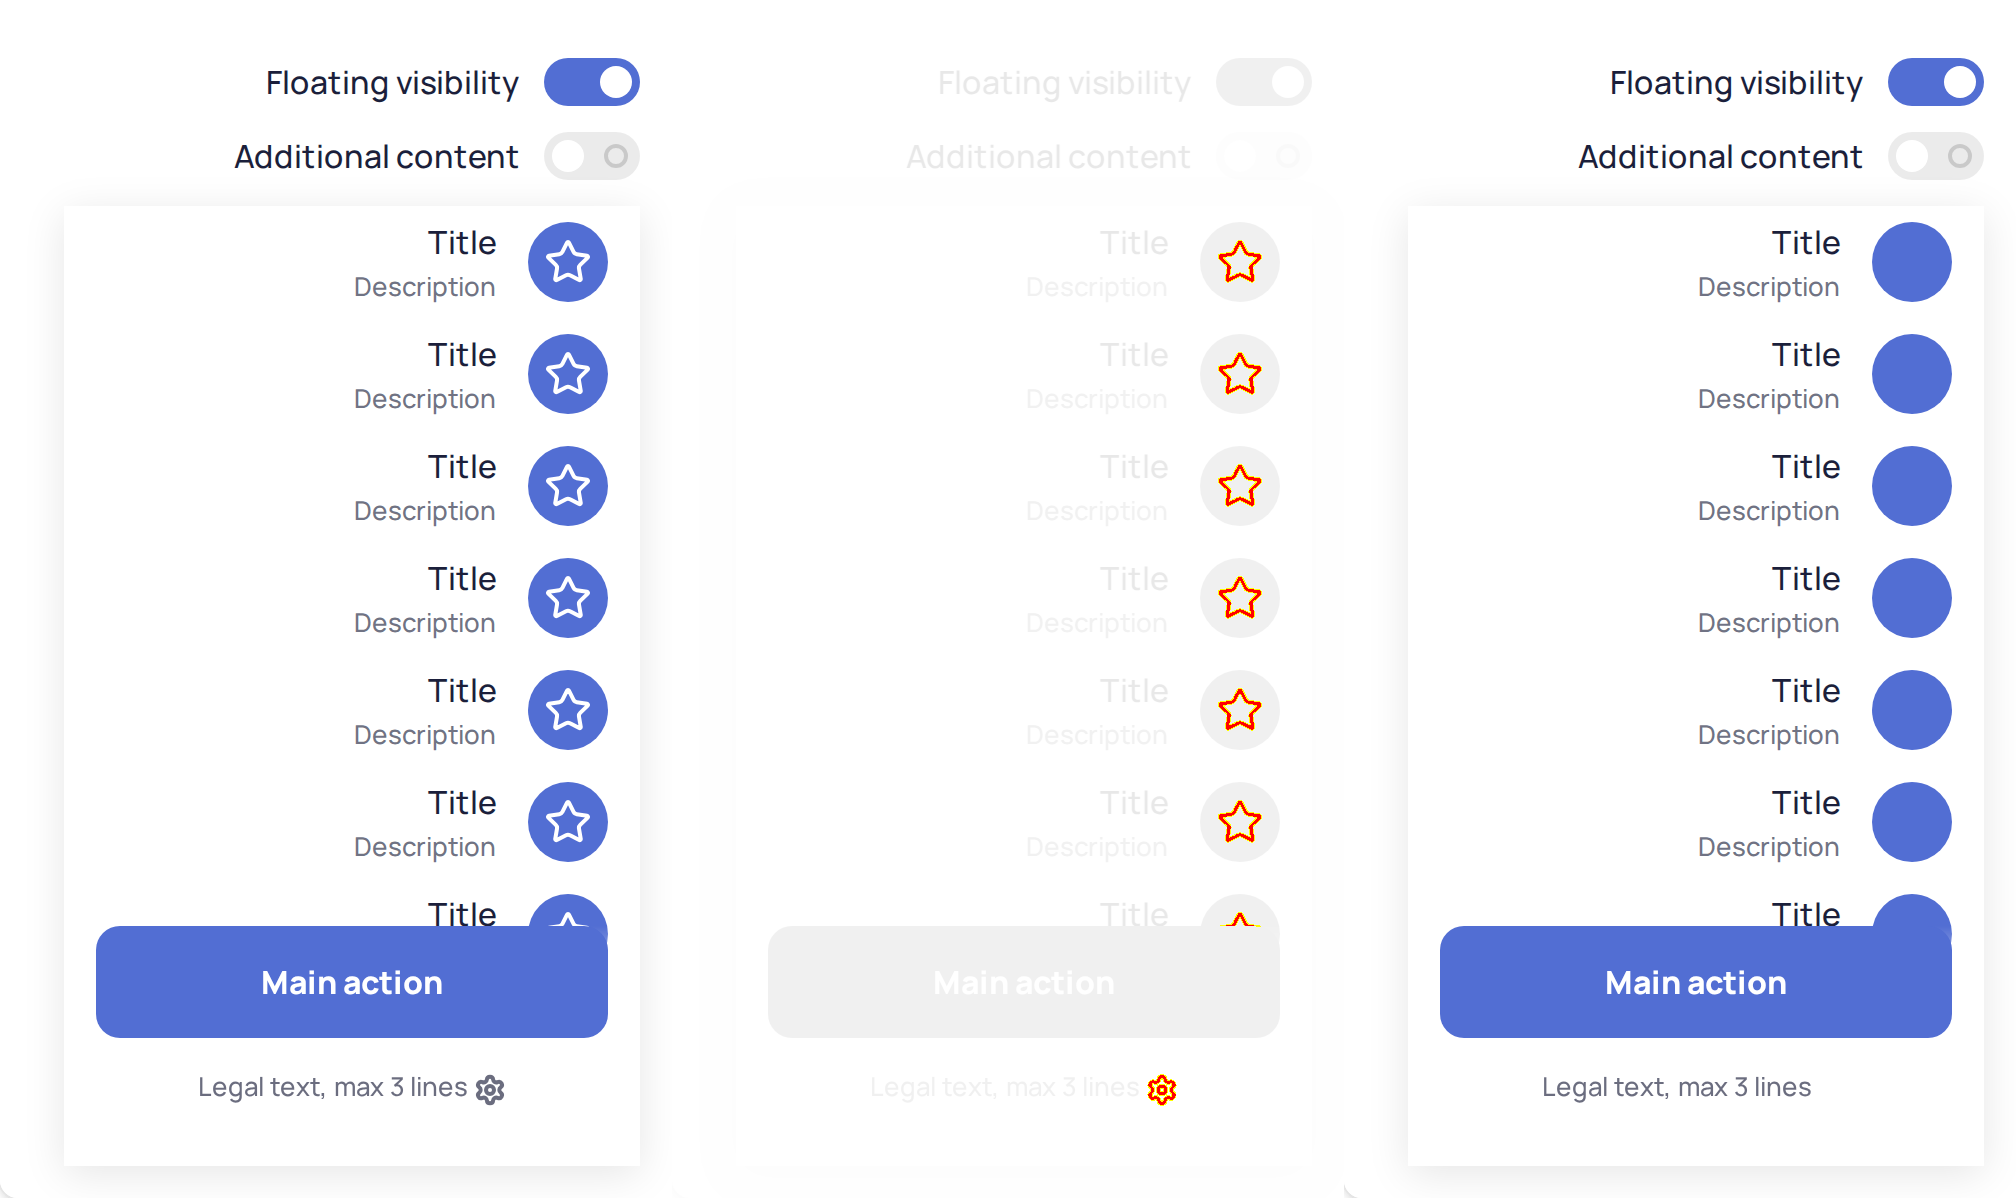 Floating visibility
Additional content
Title
Description
Title
Description
Title
Description
Title
Description
Title
Description
Title
Description
Title
Main action
Legal text, max 3 lines
Floating visibility
Additional content
Title
Description
Title
Description
Title
Description
Title
Description
Title
Description
Title
Description
Title
Main action
Legal text, max 3 lines
Floating visibility
Additional content
Title
Description
Title
Description
Title
Description
Title
Description
Title
Description
Title
Description
Title
Main action
Legal text, max 3 lines